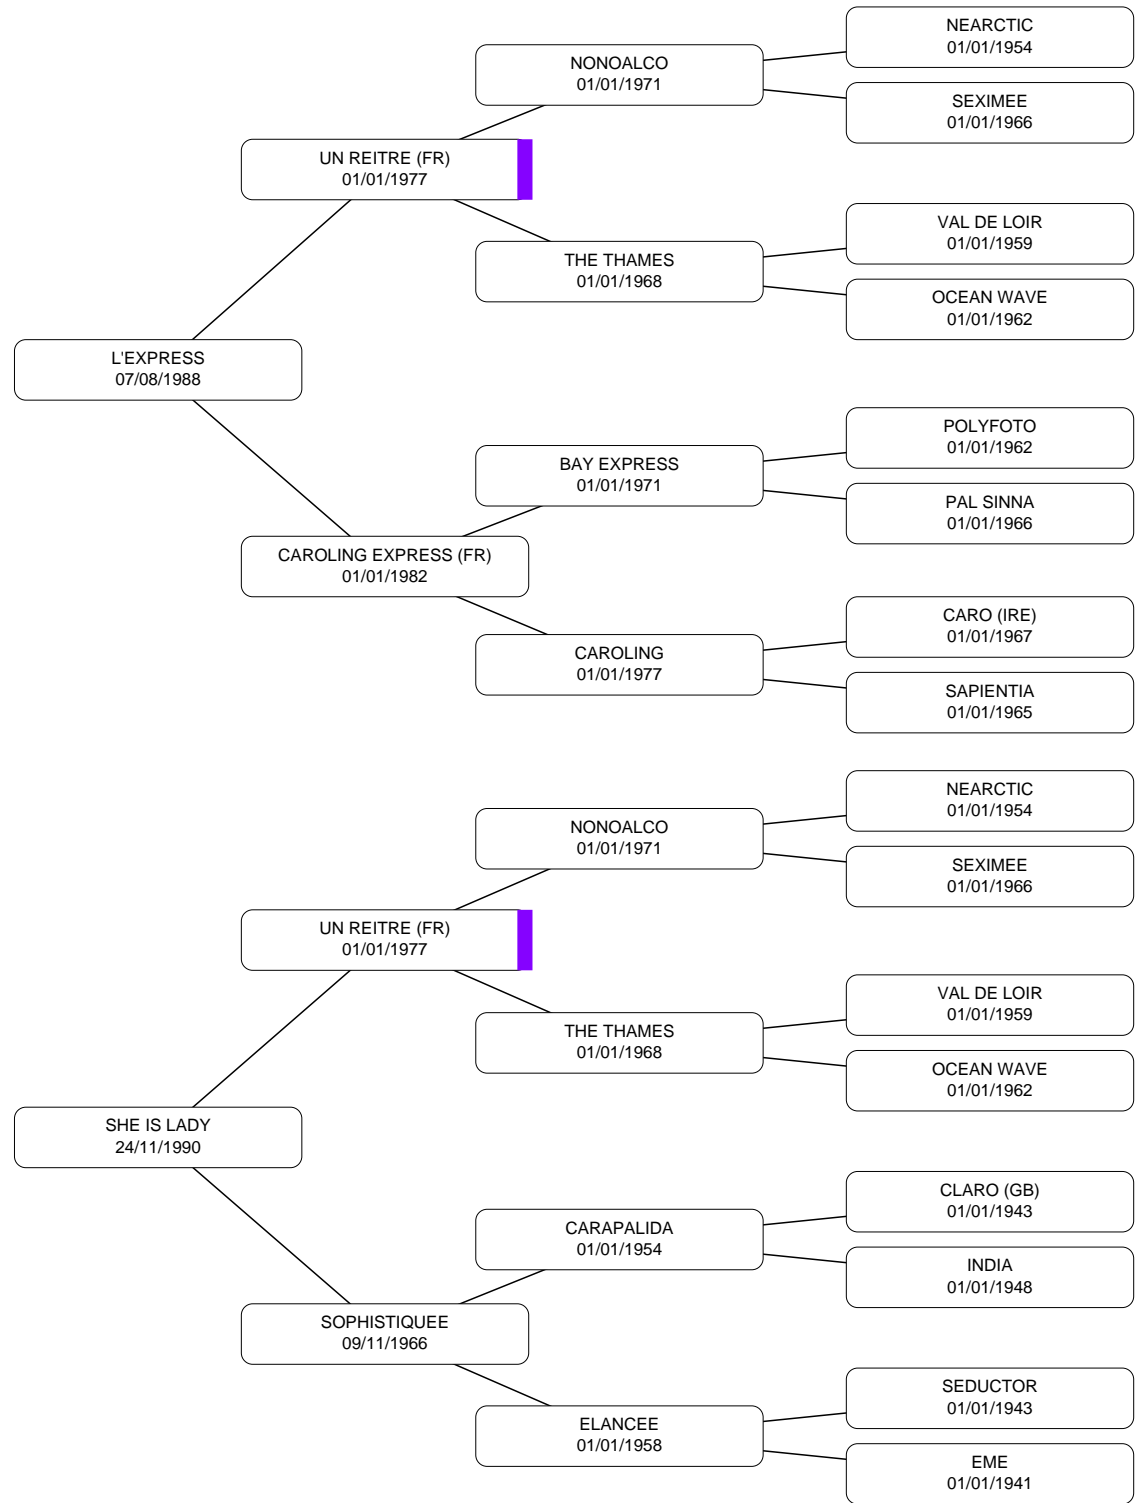 NEARCTIC
01/01/1954
NONOALCO
01/01/1971
SEXIMEE
01/01/1966
UN REITRE (FR)
01/01/1977
VAL DE LOIR
01/01/1959
THE THAMES
01/01/1968
OCEAN WAVE
01/01/1962
L'EXPRESS
07/08/1988
POLYFOTO
01/01/1962
BAY EXPRESS
01/01/1971
PAL SINNA
01/01/1966
CAROLING EXPRESS (FR)
01/01/1982
CARO (IRE)
01/01/1967
CAROLING
01/01/1977
SAPIENTIA
01/01/1965
NEARCTIC
01/01/1954
NONOALCO
01/01/1971
SEXIMEE
01/01/1966
UN REITRE (FR)
01/01/1977
VAL DE LOIR
01/01/1959
THE THAMES
01/01/1968
OCEAN WAVE
01/01/1962
SHE IS LADY
24/11/1990
CLARO (GB)
01/01/1943
CARAPALIDA
01/01/1954
INDIA
01/01/1948
SOPHISTIQUEE
09/11/1966
SEDUCTOR
01/01/1943
ELANCEE
01/01/1958
EME
01/01/1941